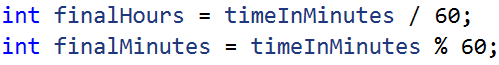 int finalHours = timeInMinutes / 60;
int finalMinutes = timeInMinutes % 60;